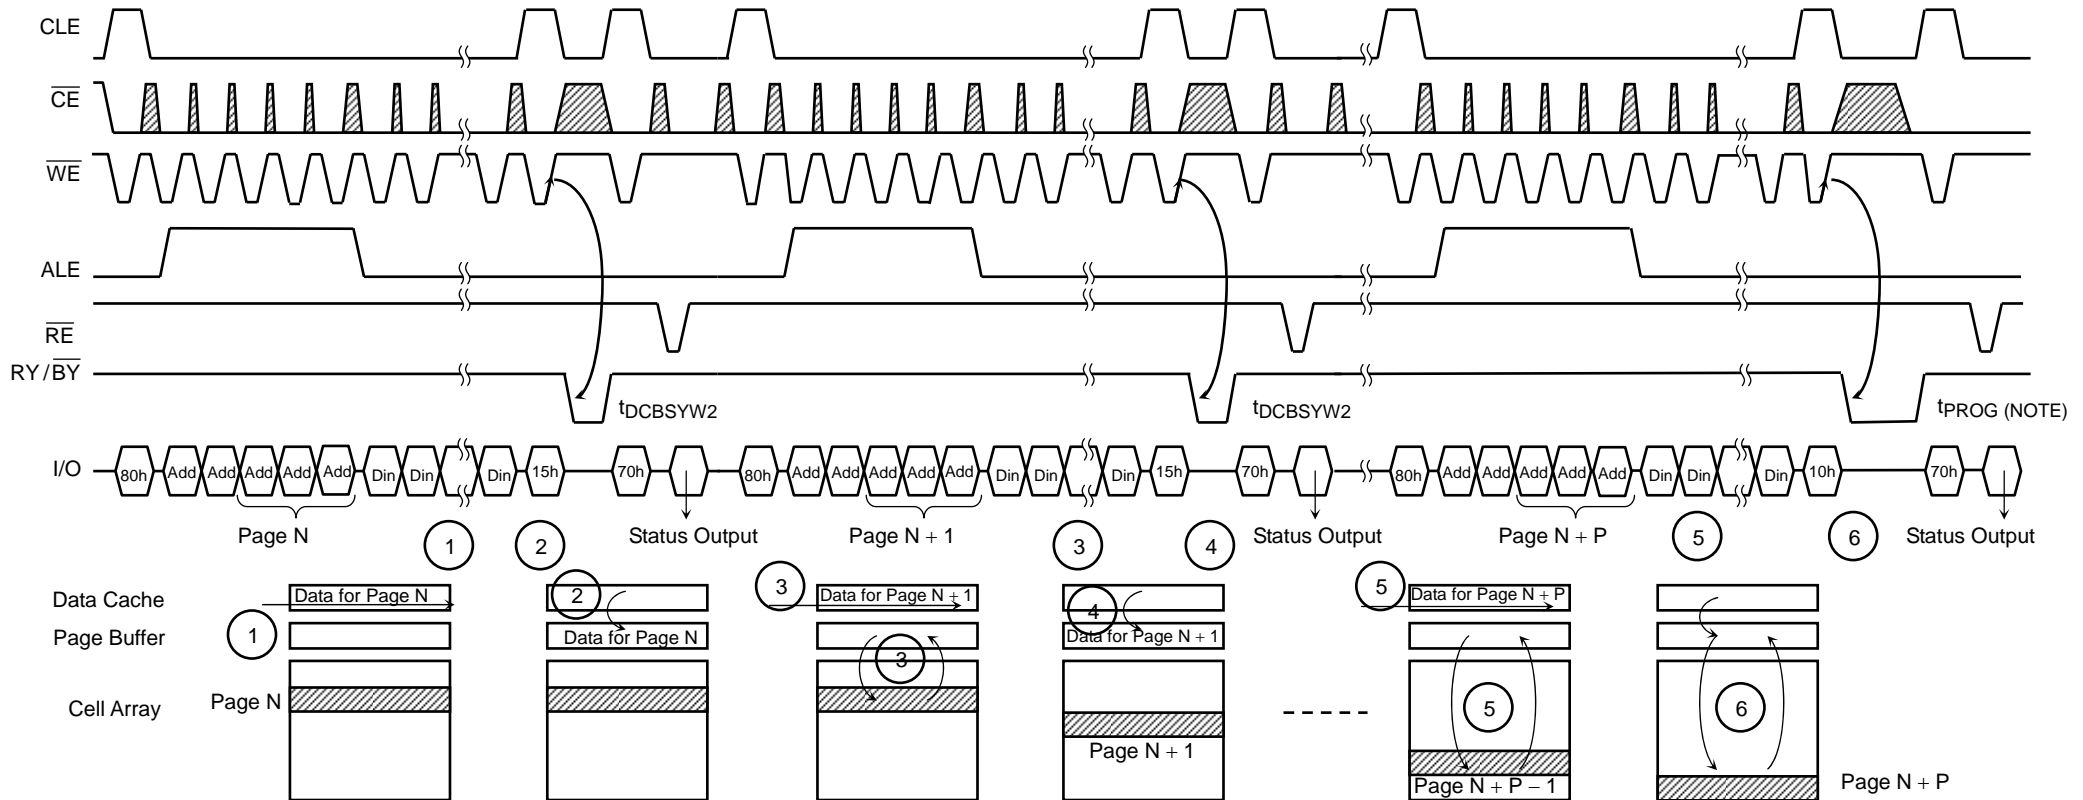 CLE
CE
WE
ALE
RE
RY/BY
tDCBSYW2 tDCBSYW2 tPROG (NOTE)
I/O 80h Add Add Add Add Add Din Din Din 15h 70h 80h Add Add Add Add Add Din Din Din 15h 70h 80h Add Add Add Add Add Din Din Din 10h 70h
Page N 1 2 Status Output Page N + 1 3 4 Status Output Page N + P 5 6 Status Output
Data Cache Data for Page N 2 3 Data for Page N + 1 4 5 Data for Page N + P
Page Buffer 1 Data for Page N 3 Data for Page N + 1
Cell Array Page N Page N + 1 5 Page N + P − 1 6 Page N + P